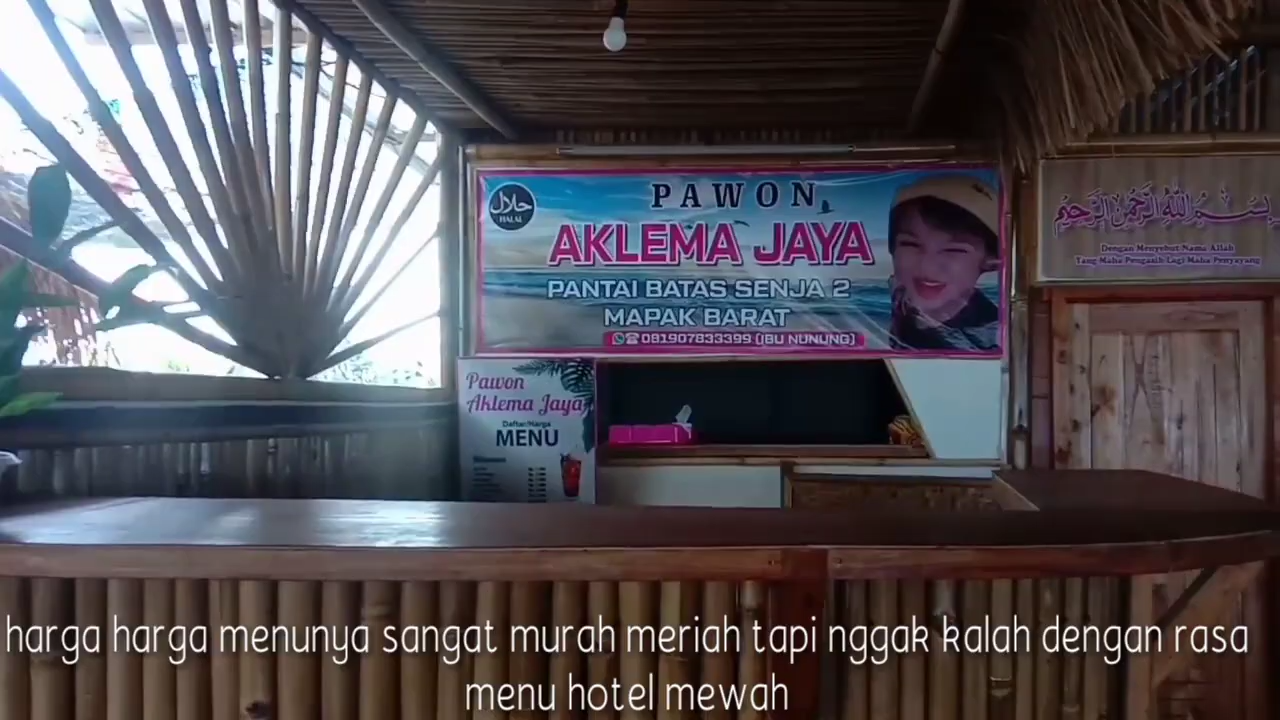 حلال
HALAL
PAWON
AKLEMA JAYA
PANTAI BATAS SENJA 2
MAPAK BARAT
081907833399 (IBU NUNUNG)
بِسْمِ اللَّهِ الرَّحْمَنِ الرَّحِيمِ
Dengan Menyebut Nama Allah
Yang Maha Pengasih Lagi Maha Penyayang
Pawon
Aklema Jaya
Daftar/Harga
MENU
harga harga menunya sangat murah meriah tapi nggak kalah dengan rasa
menu hotel mewah